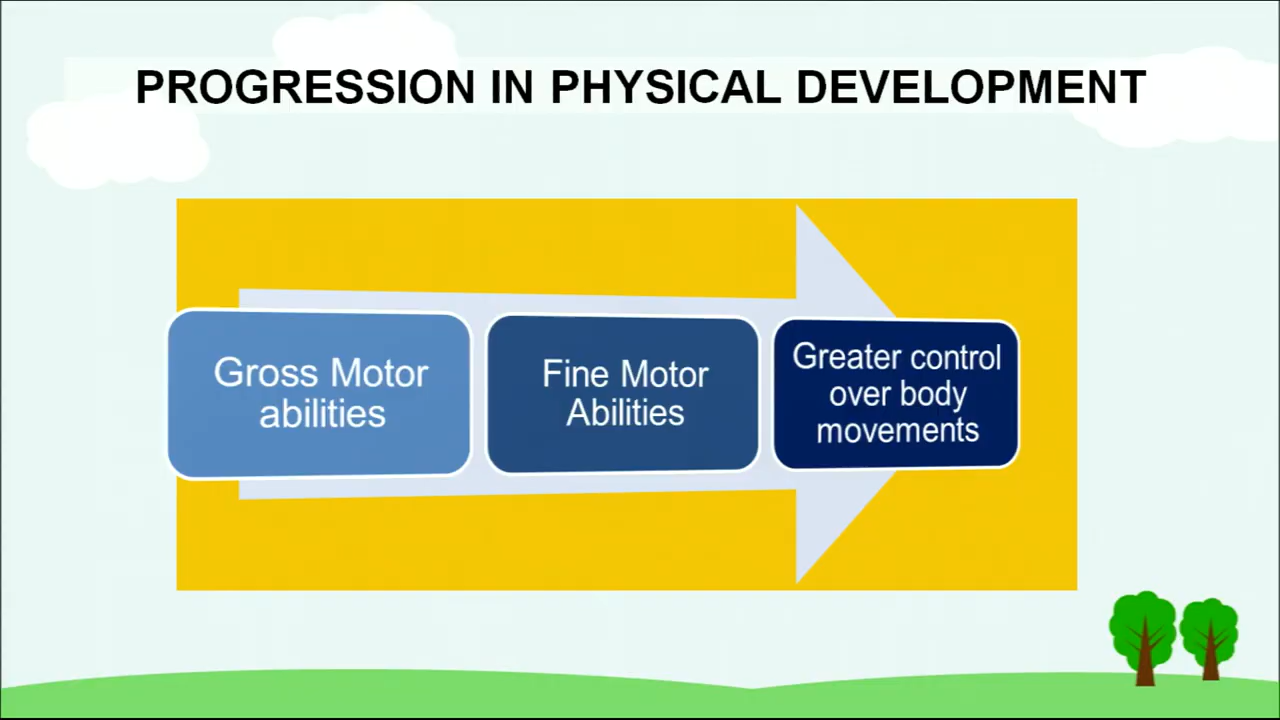 PROGRESSION IN PHYSICAL DEVELOPMENT
Gross Motor
abilities
Fine Motor
Abilities
Greater control
over body
movements